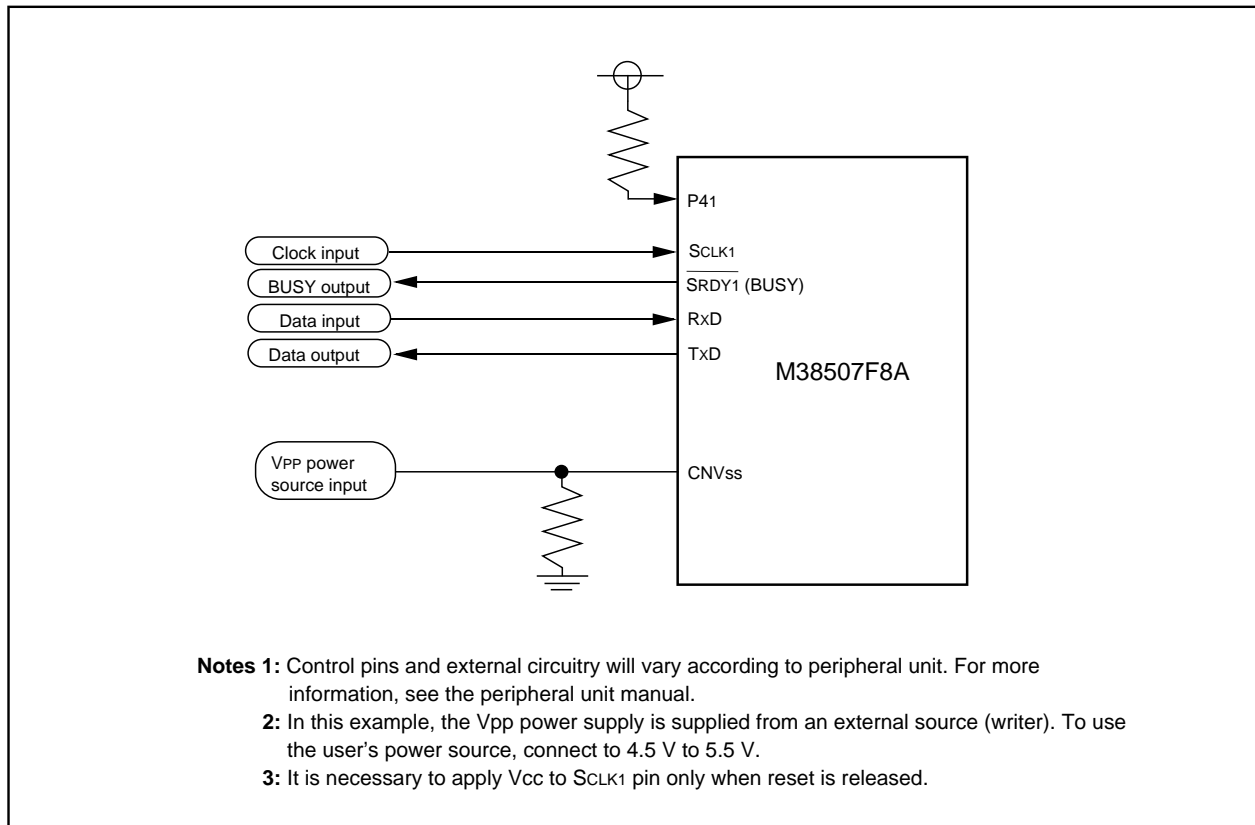 P41
Clock input
SCLK1
BUSY output
SRDY1 (BUSY)
Data input
RXD
Data output
TXD
M38507F8A
VPP power
source input
CNVss
Notes 1: Control pins and external circuitry will vary according to peripheral unit. For more
information, see the peripheral unit manual.
2: In this example, the Vpp power supply is supplied from an external source (writer). To use
the user's power source, connect to 4.5 V to 5.5 V.
3: It is necessary to apply Vcc to SCLK1 pin only when reset is released.